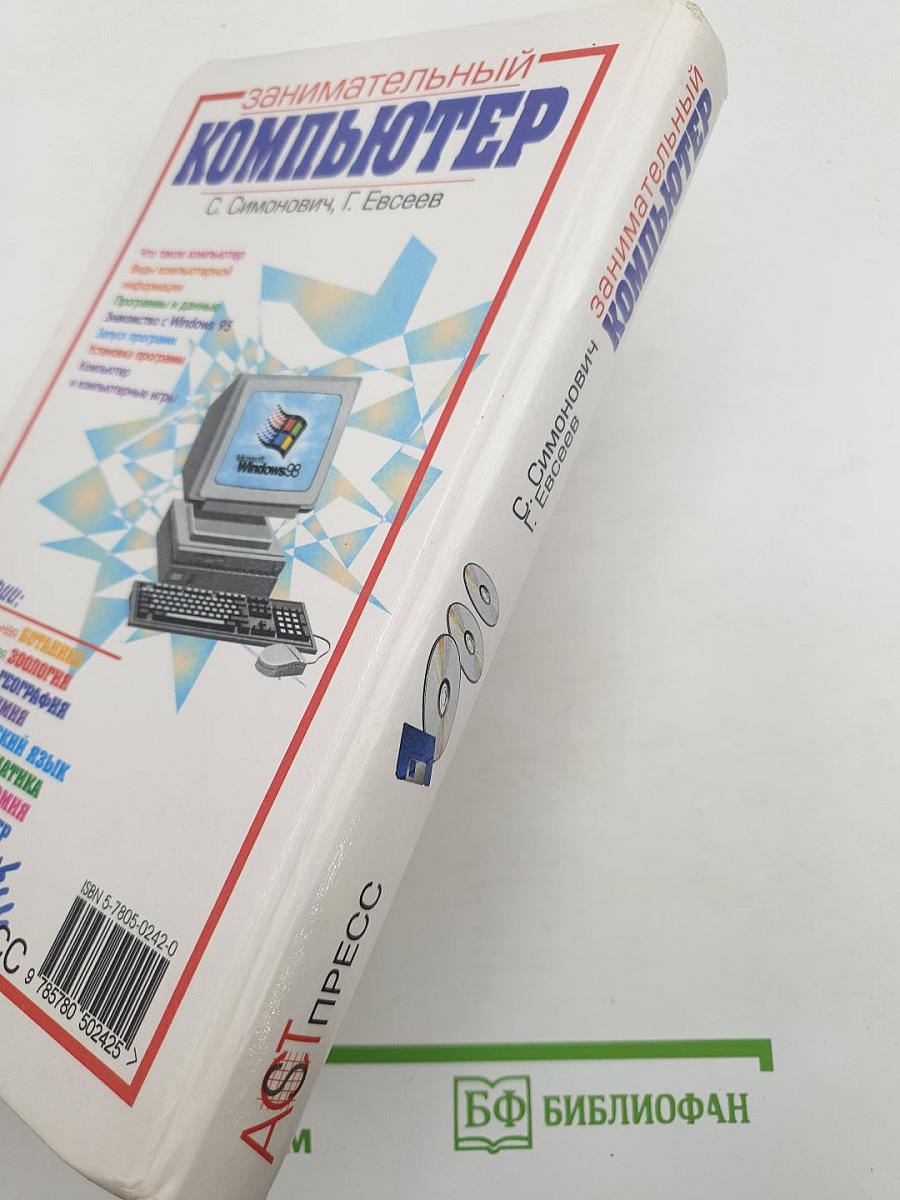 занимательный
КОМПЬЮТЕР
С. Симонович, Г. Евсеев
Что такое компьютер
Виды компьютерной
информации
Программы и данные
Знакомство с Windows 95
Запуск программ
Установка программ
Компьютер
и компьютерные игры
Microsoft
Windows98
БОТАНИКА
ЗООЛОГИЯ
ГЕОГРАФИЯ
ЯЗЫК
ISBN 5-7805-0242-0
9 785780 502425 >
занимательный
КОМПЬЮТЕР
С. Симонович
Г. Евсеев
АСТ ПРЕСС
БФ БИБЛИОФАН